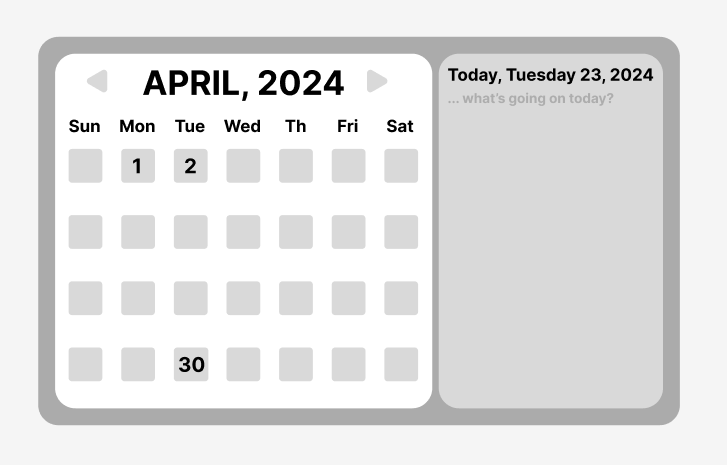 APRIL, 2024
Sun Mon Tue Wed Th Fri Sat
1 2
30
Today, Tuesday 23, 2024
... what's going on today?